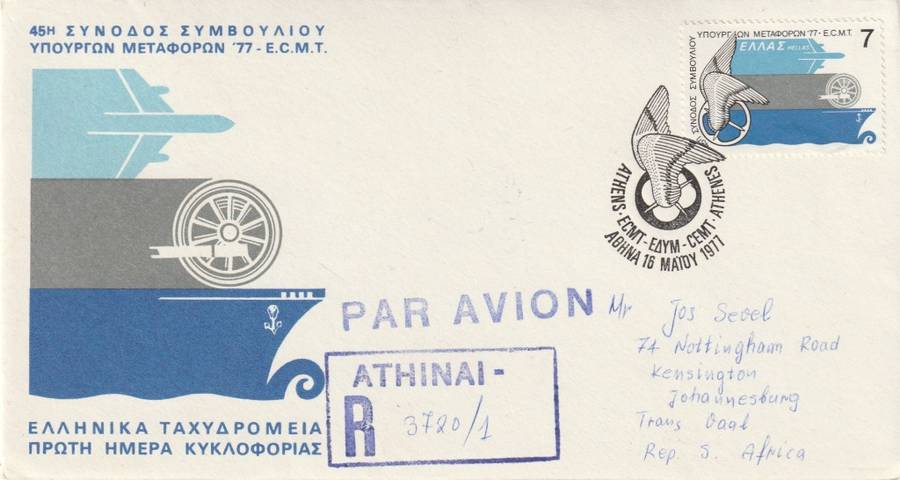 45Η ΣΥΝΟΔΟΣ ΣΥΜΒΟΥΛΙΟΥ
ΥΠΟΥΡΓΩΝ ΜΕΤΑΦΟΡΩΝ '77 - E.C.M.T.
ΣΥΝΟΔΟΣ ΣΥΜΒΟΥΛΙΟΥ
ΥΠΟΥΡΓΩΝ ΜΕΤΑΦΟΡΩΝ '77 - E.C.M.T.
7
ΕΛΛΑΣ HELLAS
ATHENS · ECMT - ΕΔΥΜ - CEMT · ATHENES
ΑΘΗΝΑ 16 ΜΑΪΟΥ 1977
PAR AVION
ATHINAI -
R 3720/1
Mr Jos Sevel
74 Nottingham Road
Kensington
Johannesburg
Trans Vaal
Rep. S. Africa
ΕΛΛΗΝΙΚΑ ΤΑΧΥΔΡΟΜΕΙΑ
ΠΡΩΤΗ ΗΜΕΡΑ ΚΥΚΛΟΦΟΡΙΑΣ